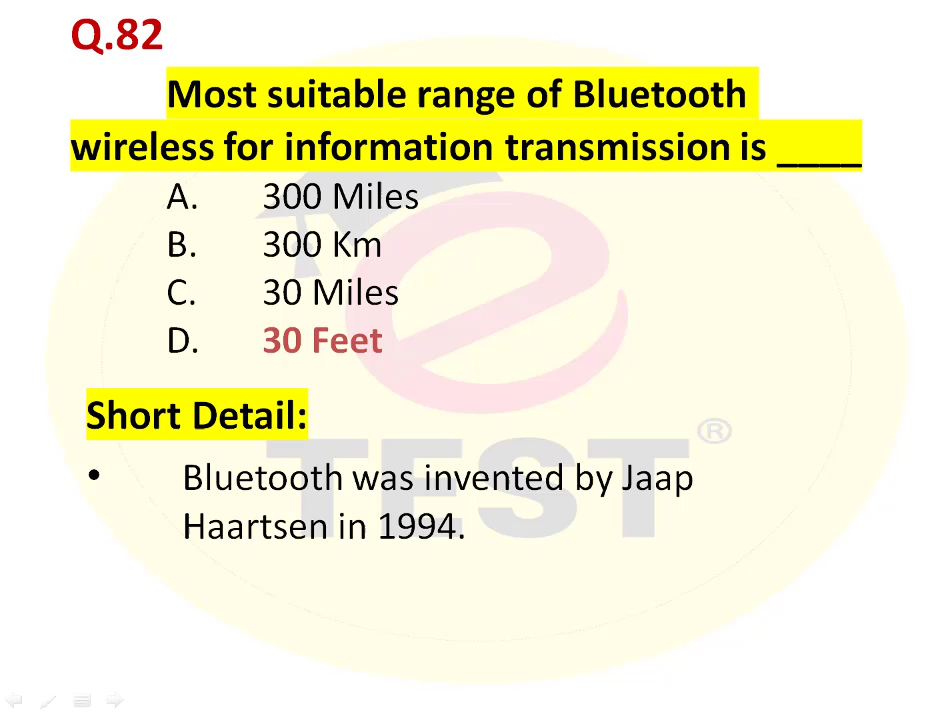 Q.82
Most suitable range of Bluetooth
wireless for information transmission is ____
A. 300 Miles
B. 300 Km
C. 30 Miles
D. 30 Feet
Short Detail:
• Bluetooth was invented by Jaap
Haartsen in 1994.
e
TEST®